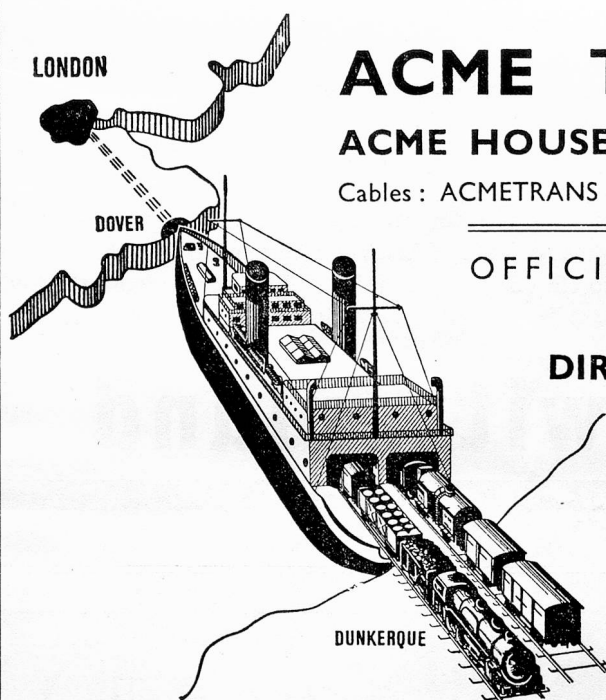 LONDON
ACME T
ACME HOUSE
Cables : ACMETRANS
DOVER
OFFICI
DIR
DUNKERQUE